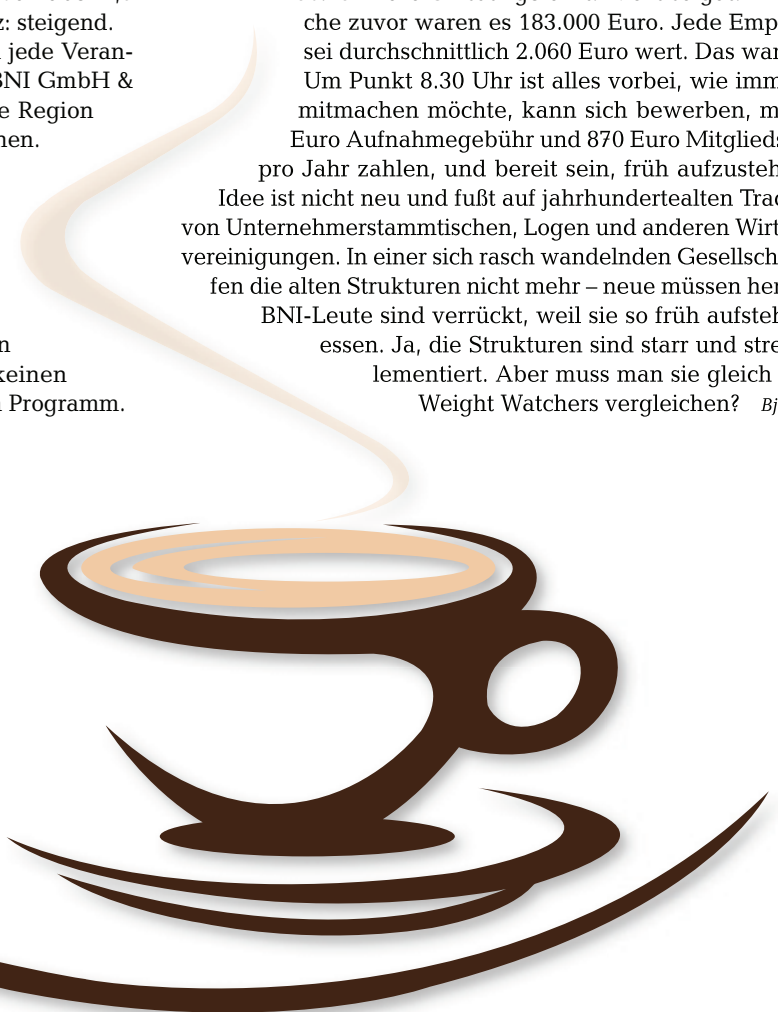 z: steigend.
jede Veran-
BNI GmbH &
e Region
nen.
n
keinen
Programm.
che zuvor waren es 183.000 Euro. Jede Emp
sei durchschnittlich 2.060 Euro wert. Das war
Um Punkt 8.30 Uhr ist alles vorbei, wie imm
mitmachen möchte, kann sich bewerben, m
Euro Aufnahmegebühr und 870 Euro Mitglieds
pro Jahr zahlen, und bereit sein, früh aufzusteh
Idee ist nicht neu und fußt auf jahrhundertealten Trad
von Unternehmerstammtischen, Logen und anderen Wirt
vereinigungen. In einer sich rasch wandelnden Gesellsch
fen die alten Strukturen nicht mehr – neue müssen her
BNI-Leute sind verrückt, weil sie so früh aufsteh
essen. Ja, die Strukturen sind starr und stre
lementiert. Aber muss man sie gleich
Weight Watchers vergleichen? Bj